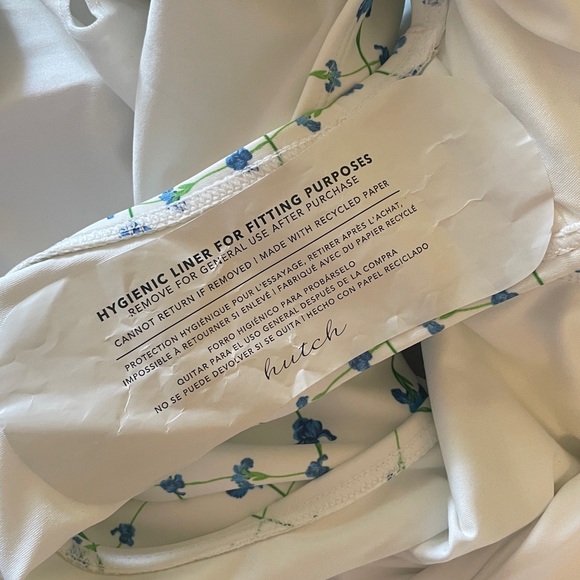 HYGIENIC LINER FOR FITTING PURPOSES
REMOVE FOR GENERAL USE AFTER PURCHASE
CANNOT RETURN IF REMOVED | MADE WITH RECYCLED PAPER
PROTECTION HYGIÉNIQUE POUR L'ESSAYAGE, RETIRER APRÈS L'ACHAT,
IMPOSSIBLE À RETOURNER SI ENLEVÉ | FABRIQUÉ AVEC DU PAPIER RECYCLÉ
FORRO HIGIÉNICO PARA PROBÁRSELO
QUITAR PARA EL USO GENERAL DESPUÉS DE LA COMPRA
NO SE PUEDE DEVOLVER SI SE QUITA | HECHO CON PAPEL RECICLADO
hutch